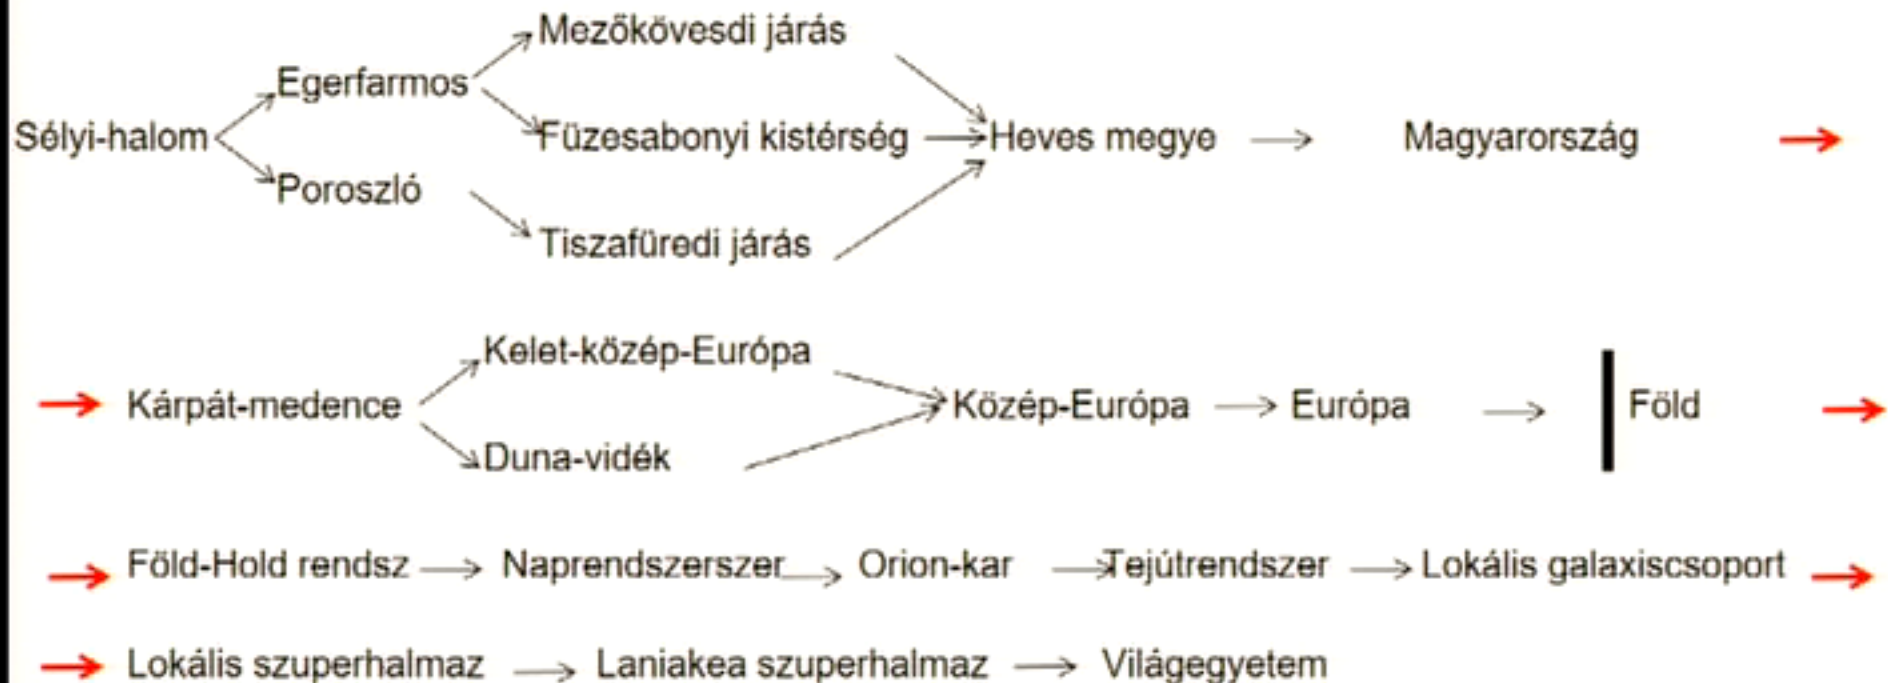 Mezőkövesdi járás
Egerfarmos
Sélyi-halom Füzesabonyi kistérség Heves megye Magyarország
Poroszló
Tiszafüredi járás
Kelet-közép-Európa
Kárpát-medence Közép-Európa Európa Föld
Duna-vidék
Föld-Hold rendsz Naprendszerszer Orion-kar Tejútrendszer Lokális galaxiscsoport
Lokális szuperhalmaz Laniakea szuperhalmaz Világegyetem